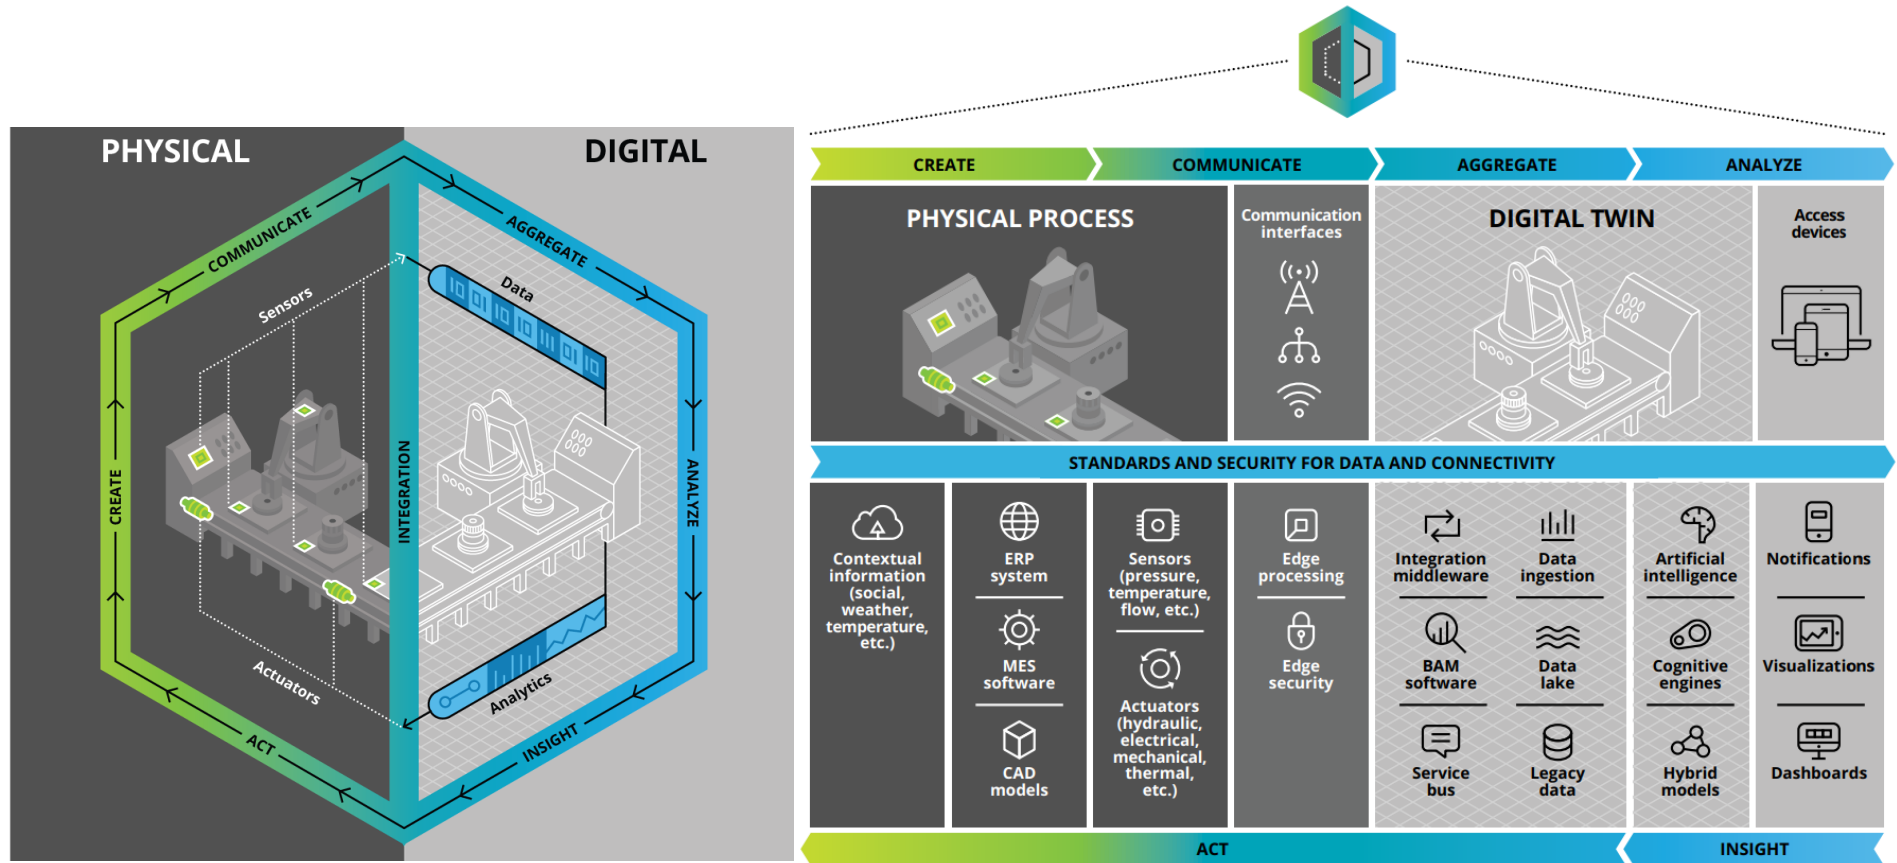 PHYSICAL
DIGITAL
COMMUNICATE
AGGREGATE
Sensors
Data
CREATE
INTEGRATION
ANALYZE
Actuators
Analytics
ACT
INSIGHT
CREATE
COMMUNICATE
AGGREGATE
ANALYZE
PHYSICAL PROCESS
Communication
interfaces
DIGITAL TWIN
Access
devices
STANDARDS AND SECURITY FOR DATA AND CONNECTIVITY
Contextual
information
(social,
weather,
temperature,
etc.)
ERP
system
MES
software
CAD
models
Sensors
(pressure,
temperature,
flow, etc.)
Actuators
(hydraulic,
electrical,
mechanical,
thermal,
etc.)
Edge
processing
Edge
security
Integration
middleware
BAM
software
Service
bus
Data
ingestion
Data
lake
Legacy
data
Artificial
intelligence
Cognitive
engines
Hybrid
models
Notifications
Visualizations
Dashboards
ACT
INSIGHT